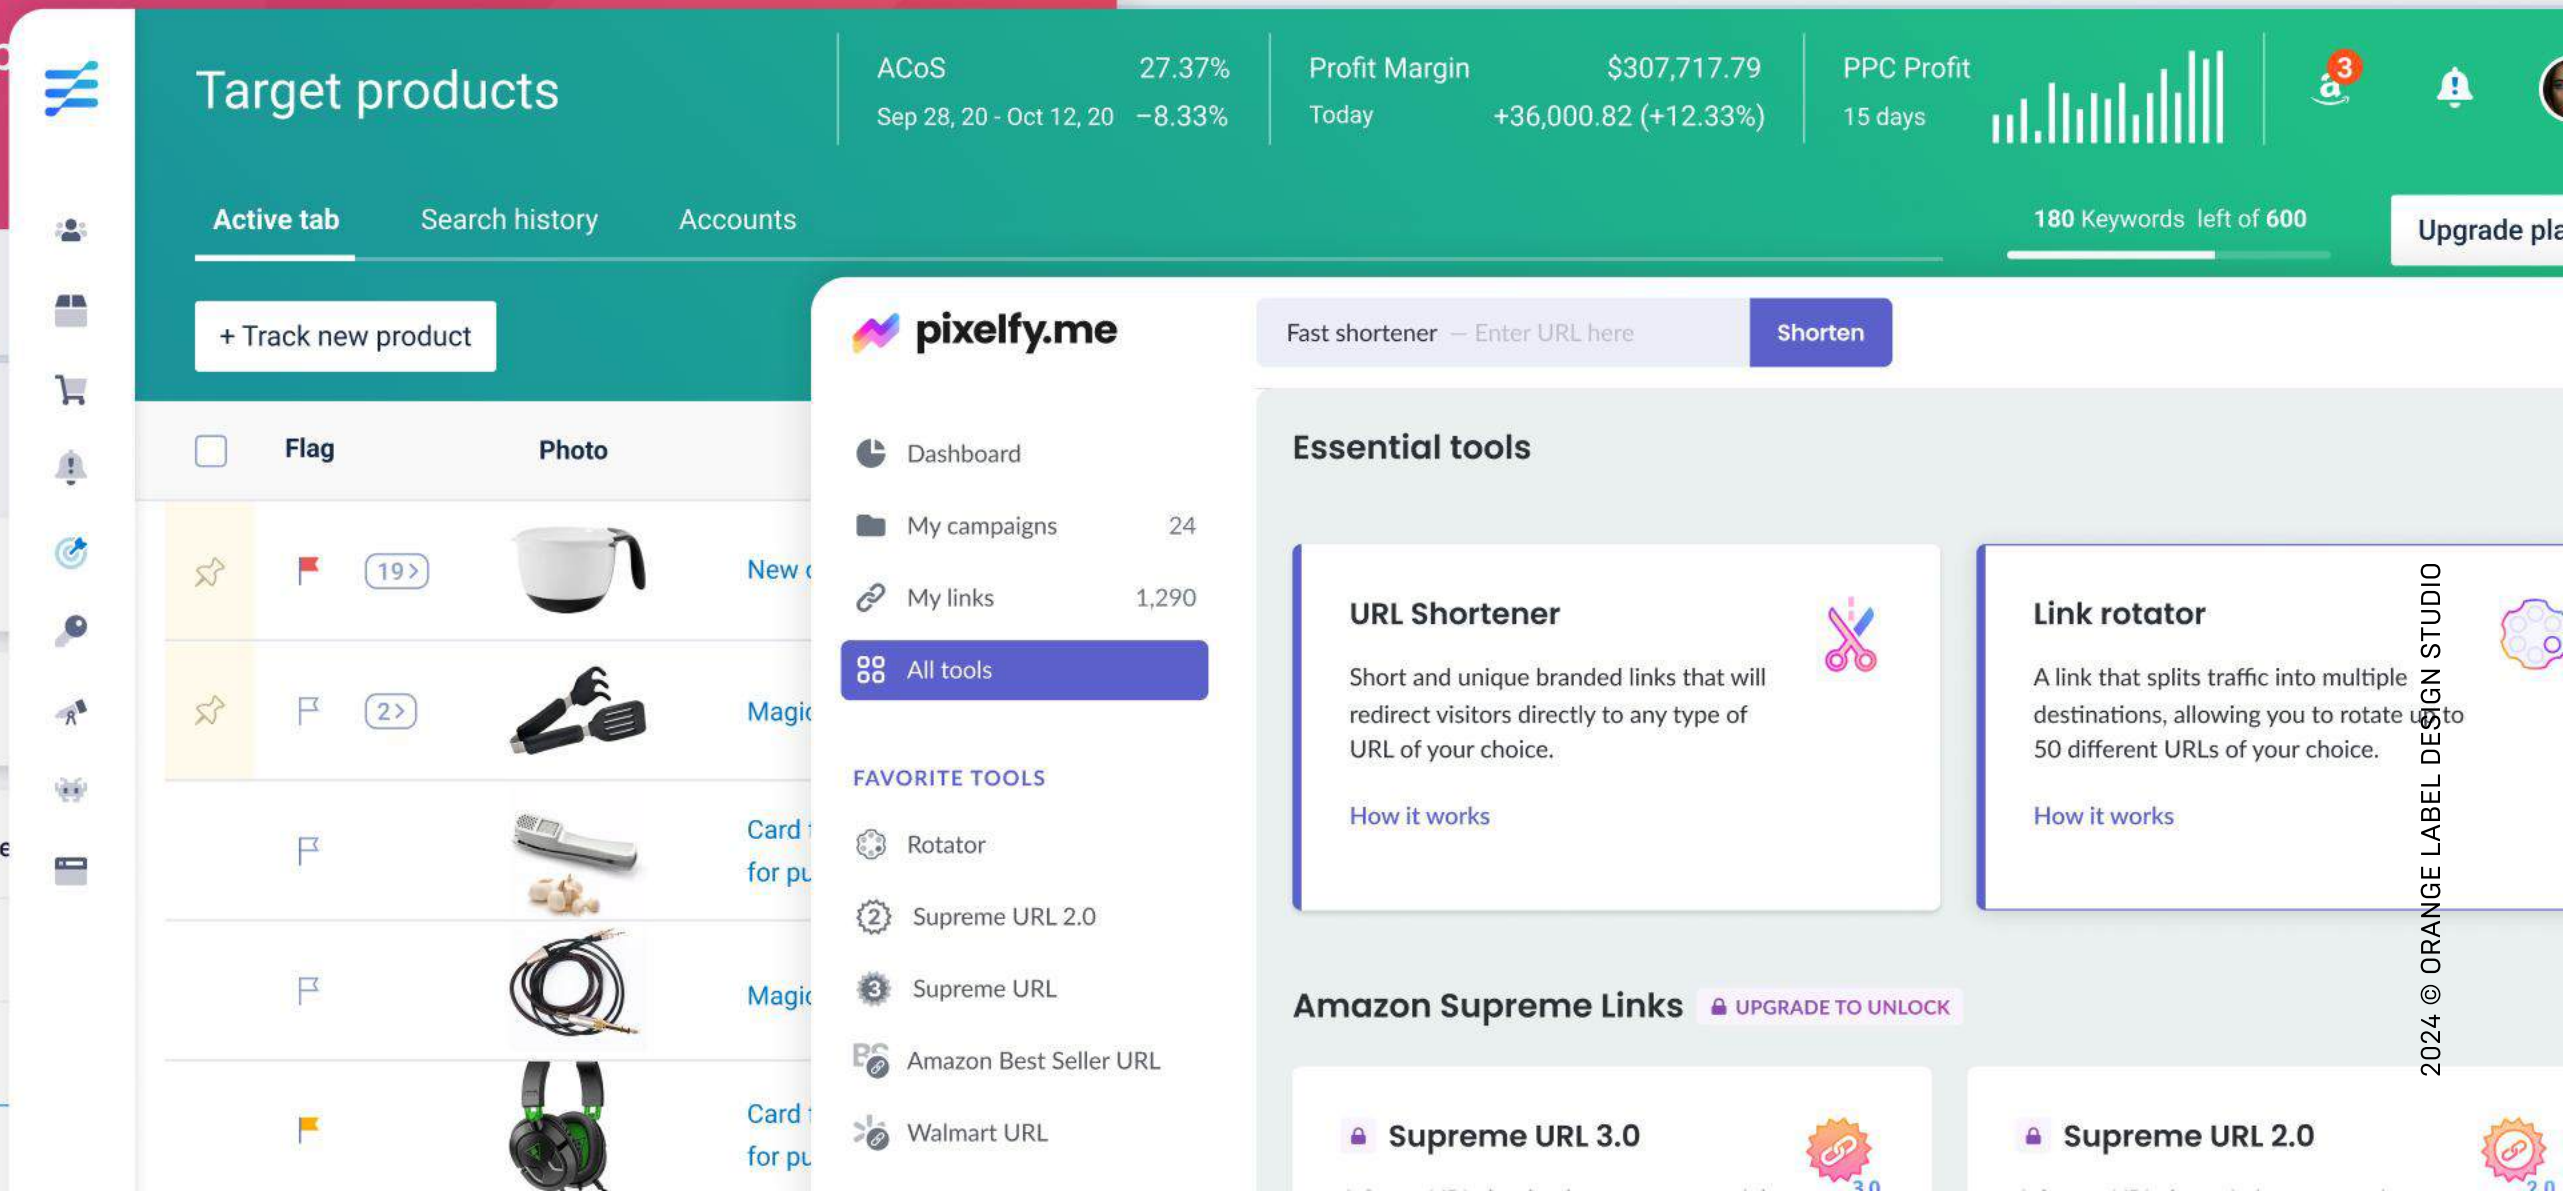 Target products
ACoS 27.37%
Sep 28, 20 - Oct 12, 20 −8.33%
Profit Margin $307,717.79
Today +36,000.82 (+12.33%)
PPC Profit
15 days
3
Active tab Search history Accounts
180 Keywords left of 600
Upgrade pla
+ Track new product
Flag Photo
19>
New
2>
Magic
Card
for pu
Magic
Card
for pu
pixelfy.me
Fast shortener – Enter URL here Shorten
Dashboard
My campaigns 24
My links 1,290
All tools
FAVORITE TOOLS
Rotator
2 Supreme URL 2.0
3 Supreme URL
Amazon Best Seller URL
Walmart URL
Essential tools
URL Shortener
Short and unique branded links that will
redirect visitors directly to any type of
URL of your choice.
How it works
Link rotator
A link that splits traffic into multiple
destinations, allowing you to rotate up to
50 different URLs of your choice.
How it works
Amazon Supreme Links UPGRADE TO UNLOCK
Supreme URL 3.0
3.0
Supreme URL 2.0
2.0
2024 © ORANGE LABEL DESIGN STUDIO